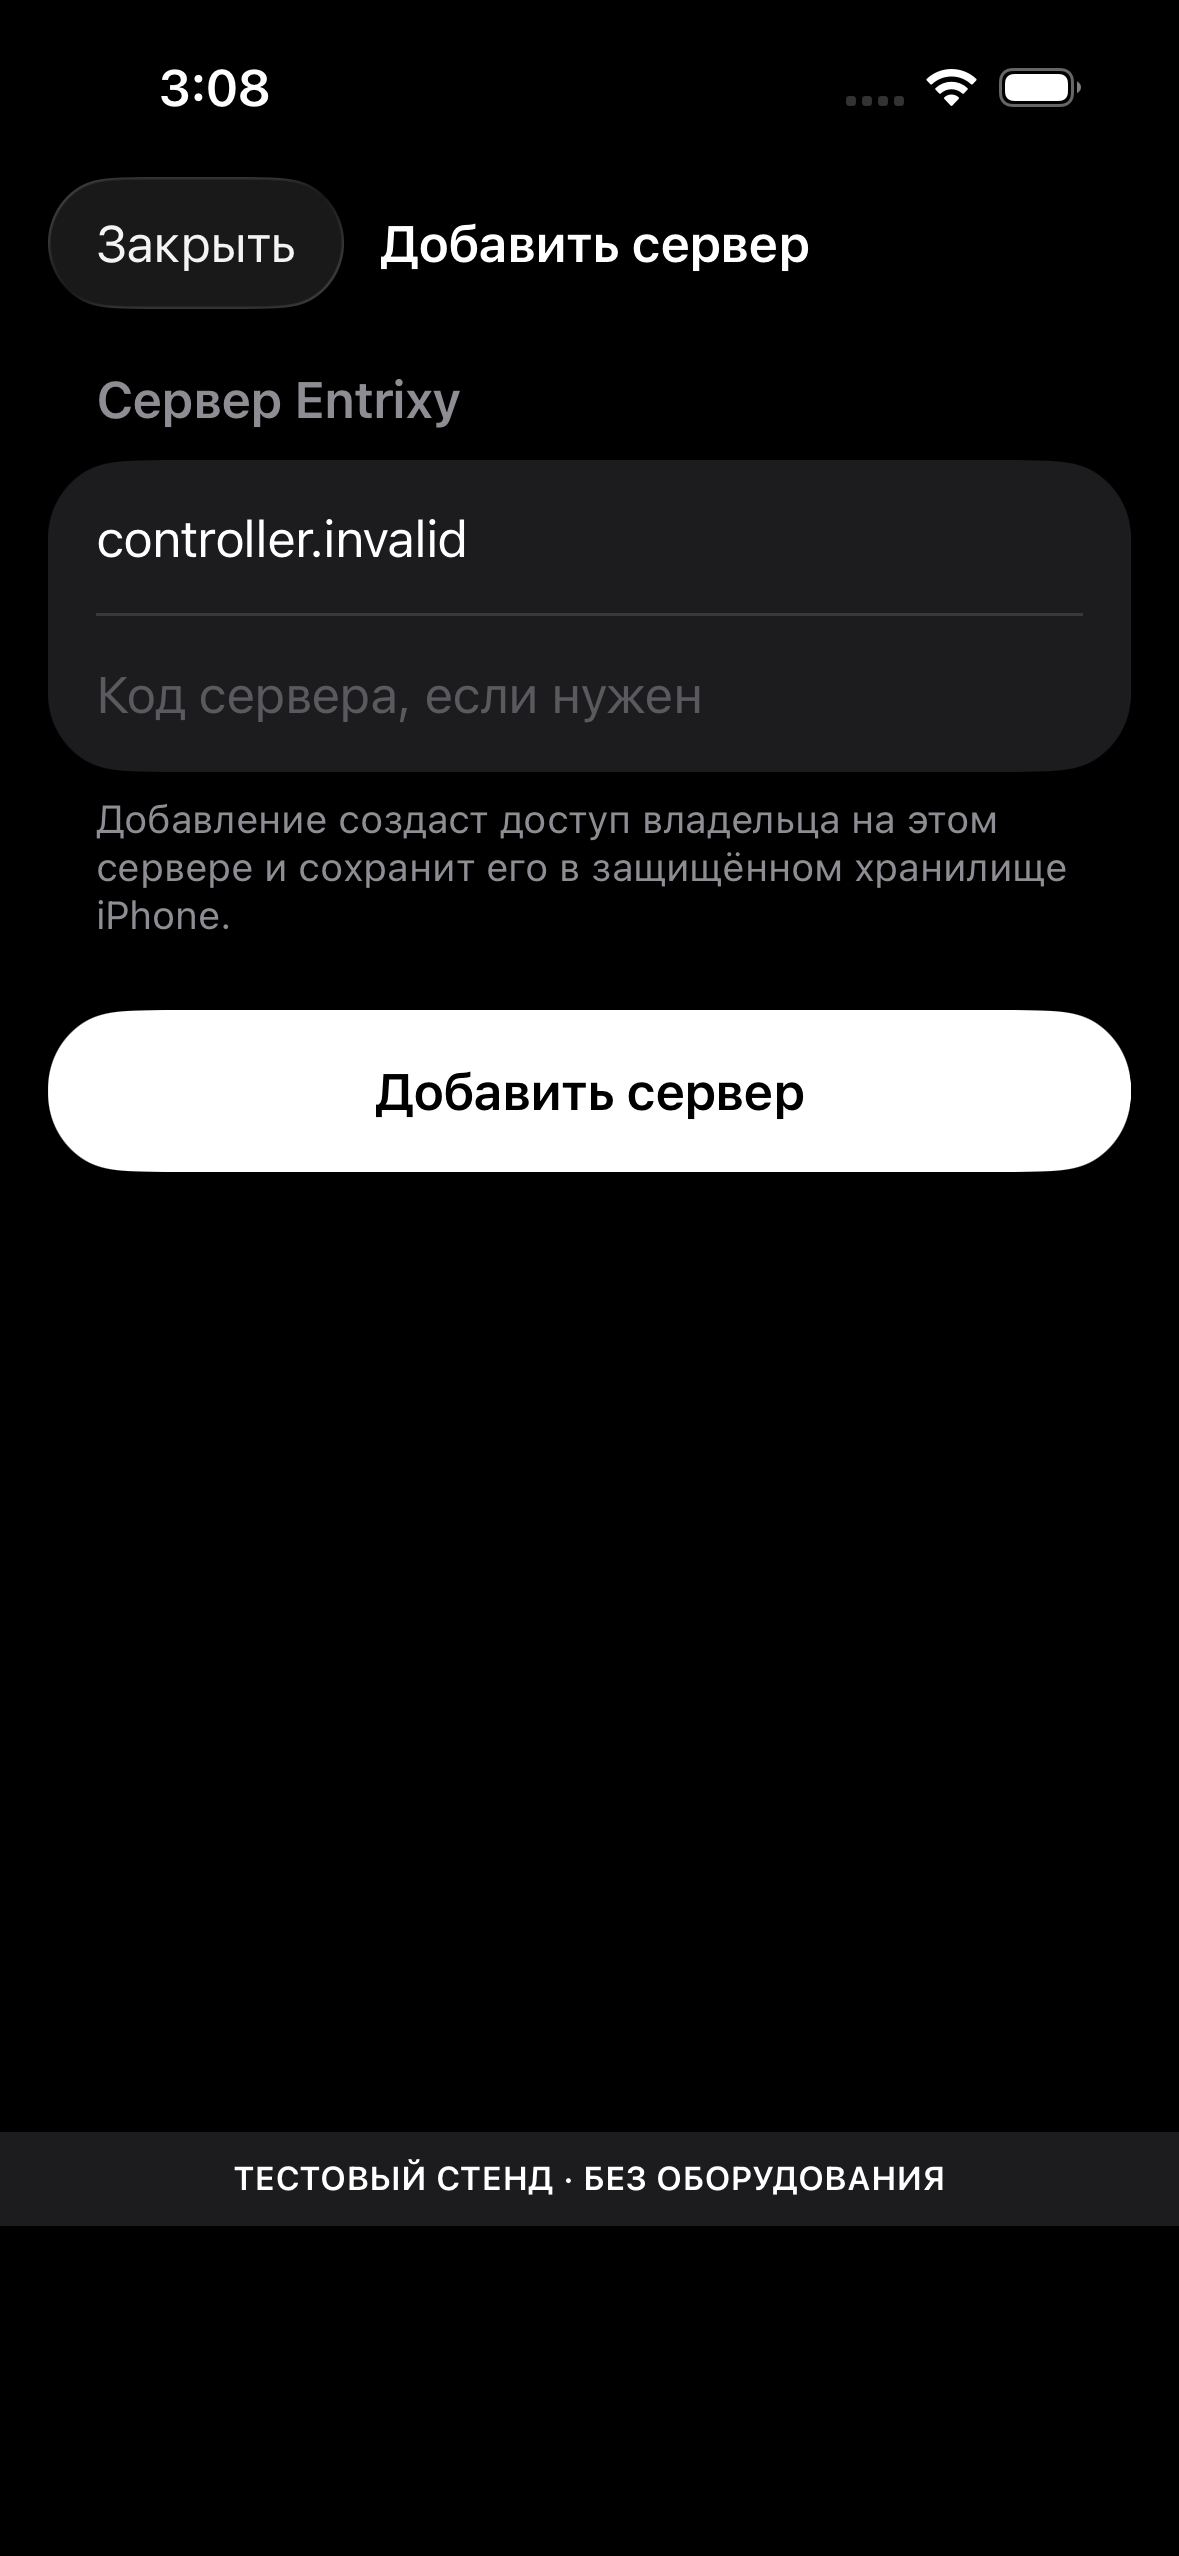 3:08
Закрыть
Добавить сервер
Сервер Entrixy
controller.invalid
Код сервера, если нужен
Добавление создаст доступ владельца на этом
сервере и сохранит его в защищённом хранилище
iPhone.
Добавить сервер
ТЕСТОВЫЙ СТЕНД · БЕЗ ОБОРУДОВАНИЯ